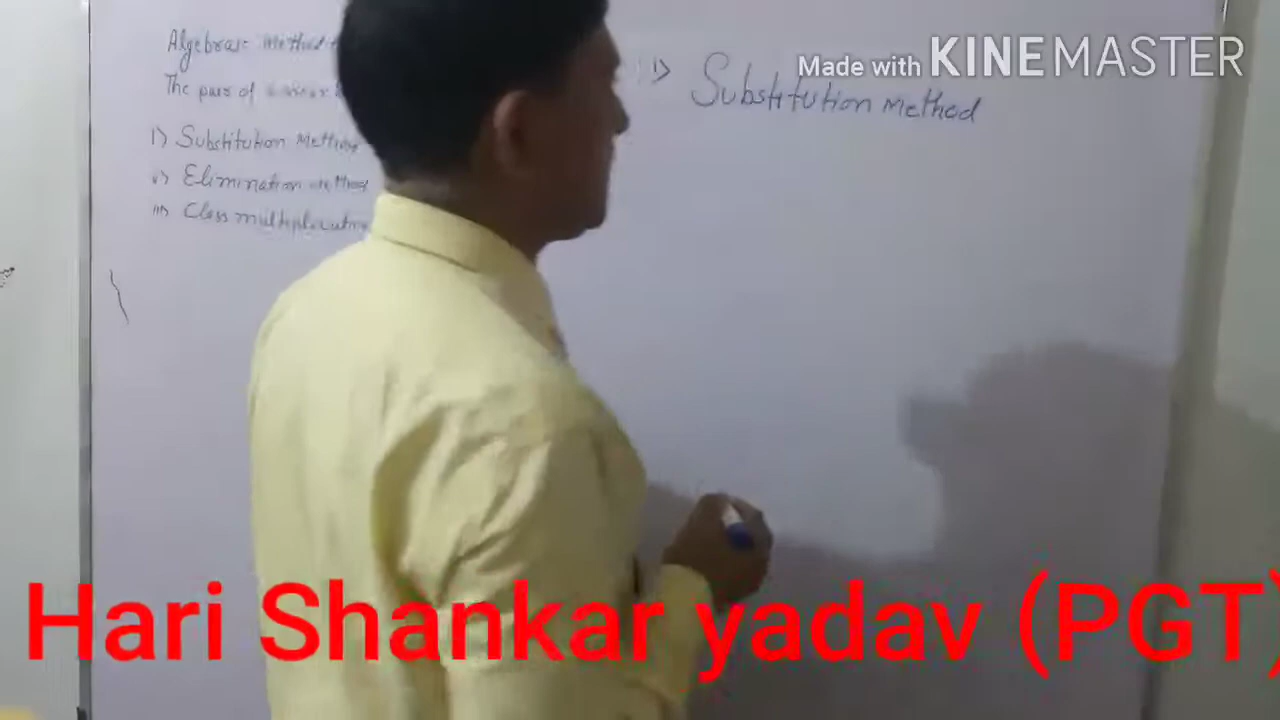 Algebraic Method
The pair of
i) Substitution Method
ii) Elimination Method
iii) Class multiplication
i) Substitution Method
Made with KINEMASTER
Hari Shankar yadav (PGT)